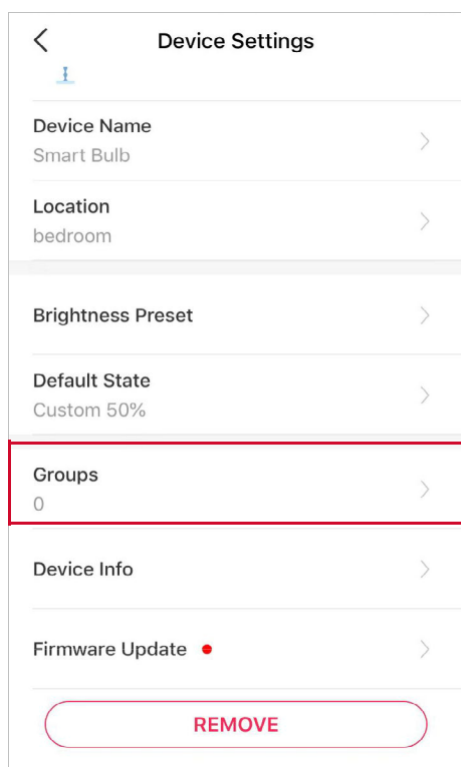 Device Settings
Device Name
Smart Bulb
Location
bedroom
Brightness Preset
Default State
Custom 50%
Groups
0
Device Info
Firmware Update
REMOVE